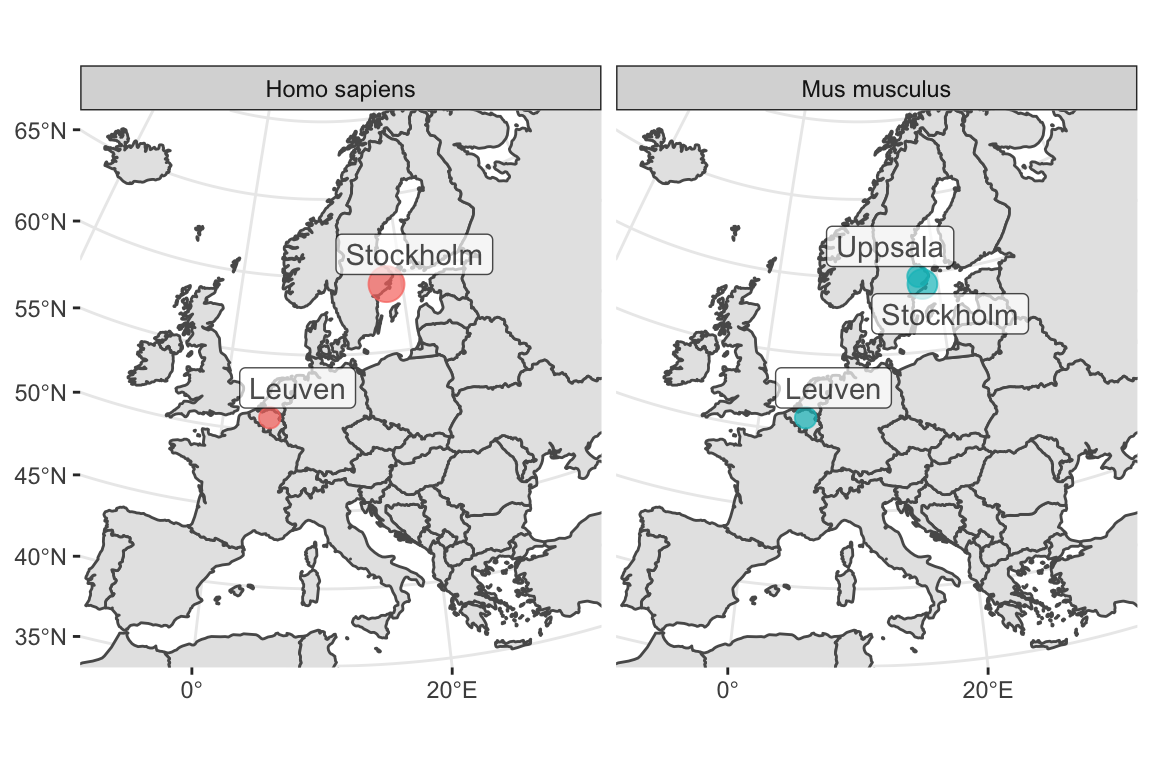 Homo sapiens
Mus musculus
65°N
60°N
55°N
50°N
45°N
40°N
35°N
Stockholm
Leuven
Uppsala
Stockholm
Leuven
0°
20°E
0°
20°E